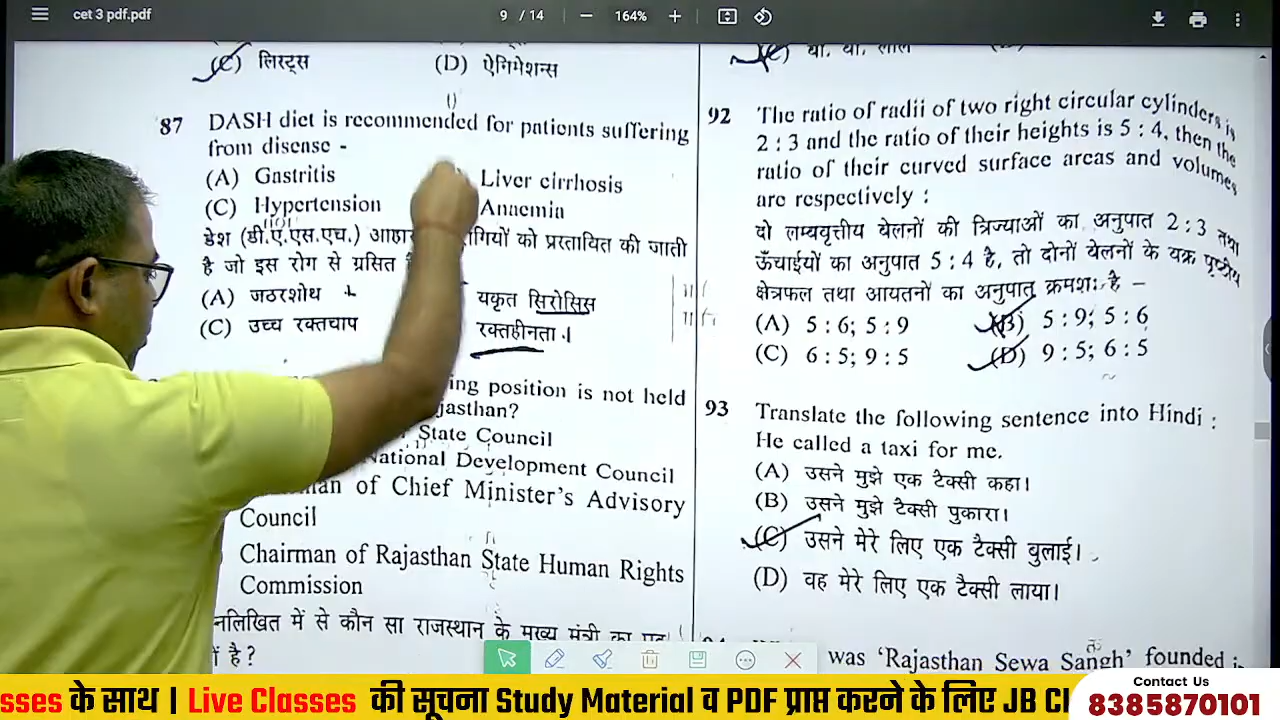 cet 3 pdf.pdf
9 / 14
164%
(C) लिस्ट्स
(D) ऐनिमेशन्स
87 DASH diet is recommended for patients suffering
from disease -
(A) Gastritis
Liver cirrhosis
(C) Hypertension
Anaemia
डेश (डी.ए.एस.एच.) आहार रोगियों को प्रस्तावित की जाती
है जो इस रोग से ग्रसित
(A) जठरशोथ
यकृत सिरोसिस
(C) उच्च रक्तचाप
रक्तहीनता
position is not held
State Council
National Development Council
of Chief Minister's Advisory
Council
Chairman of Rajasthan State Human Rights
Commission
में से कौन सा राजस्थान के मुख्य मंत्री का
है?
92 The ratio of radii of two right circular cylinders is
2 : 3 and the ratio of their heights is 5 : 4, then the
ratio of their curved surface areas and volumes
are respectively :
दो लम्बवृत्तीय बेलनों की त्रिज्याओं का अनुपात 2 : 3 तथा
ऊँचाईयों का अनुपात 5 : 4 है, तो दोनों बेलनों के वक्र पृष्ठीय
क्षेत्रफल तथा आयतनों का अनुपात क्रमशः है -
(A) 5 : 6; 5 : 9
(B) 5 : 9; 5 : 6
(C) 6 : 5; 9 : 5
(D) 9 : 5; 6 : 5
93 Translate the following sentence into Hindi :
He called a taxi for me.
(A) उसने मुझे एक टैक्सी कहा।
(B) उसने मुझे टैक्सी पुकारा।
(C) उसने मेरे लिए एक टैक्सी बुलाई।
(D) वह मेरे लिए एक टैक्सी लाया।
was 'Rajasthan Sewa Sangh' founded
sses के साथ । Live Classes की सूचना Study Material व PDF प्राप्त करने के लिए JB
Contact Us
8385870101